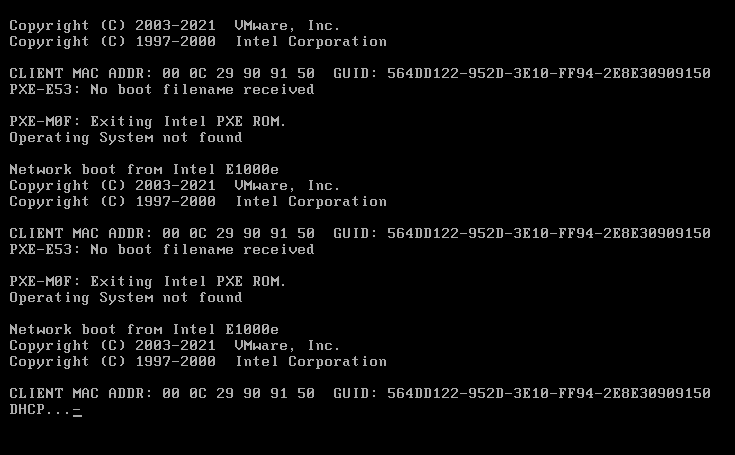 Copyright (C) 2003-2021  VMware, Inc.
Copyright (C) 1997-2000  Intel Corporation
CLIENT MAC ADDR: 00 0C 29 90 91 50  GUID: 564DD122-952D-3E10-FF94-2E8E30909150
PXE-E53: No boot filename received
PXE-M0F: Exiting Intel PXE ROM.
Operating System not found
Network boot from Intel E1000e
Copyright (C) 2003-2021  VMware, Inc.
Copyright (C) 1997-2000  Intel Corporation
CLIENT MAC ADDR: 00 0C 29 90 91 50  GUID: 564DD122-952D-3E10-FF94-2E8E30909150
PXE-E53: No boot filename received
PXE-M0F: Exiting Intel PXE ROM.
Operating System not found
Network boot from Intel E1000e
Copyright (C) 2003-2021  VMware, Inc.
Copyright (C) 1997-2000  Intel Corporation
CLIENT MAC ADDR: 00 0C 29 90 91 50  GUID: 564DD122-952D-3E10-FF94-2E8E30909150
DHCP...-